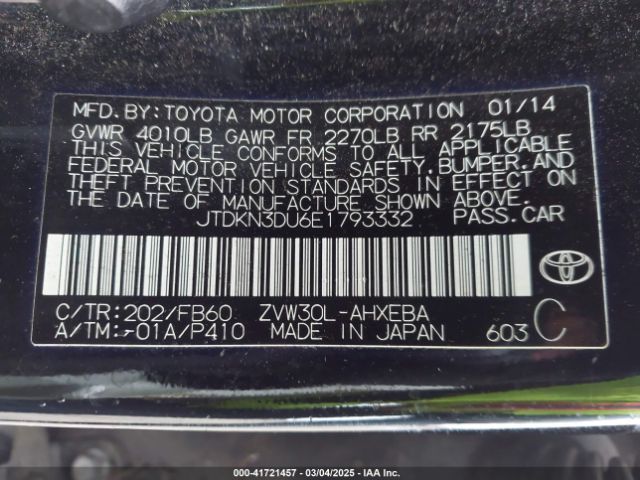 MFD.BY:TOYOTA MOTOR CORPORATION 01/14
GVWR 4010LB GAWR FR 2270LB RR 2175LB
THIS VEHICLE CONFORMS TO ALL APPLICABLE
FEDERAL MOTOR VEHICLE SAFETY,BUMPER,AND
THEFT PREVENTION STANDARDS IN EFFECT ON
THE DATE OF MANUFACTURE SHOWN ABOVE.
JTDKN3DU6E1793332 PASS.CAR
C/TR:202/FB60 ZVW30L-AHXEBA
A/TM:-01A/P410 MADE IN JAPAN 603 C
TOYOTA
000-41721457 - 03/04/2025 - IAA Inc.